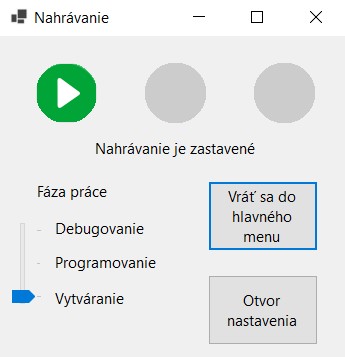 Nahrávanie
Nahrávanie je zastavené
Fáza práce
Debugovanie
Programovanie
Vytváranie
Vráť sa do
hlavného
menu
Otvor
nastavenia